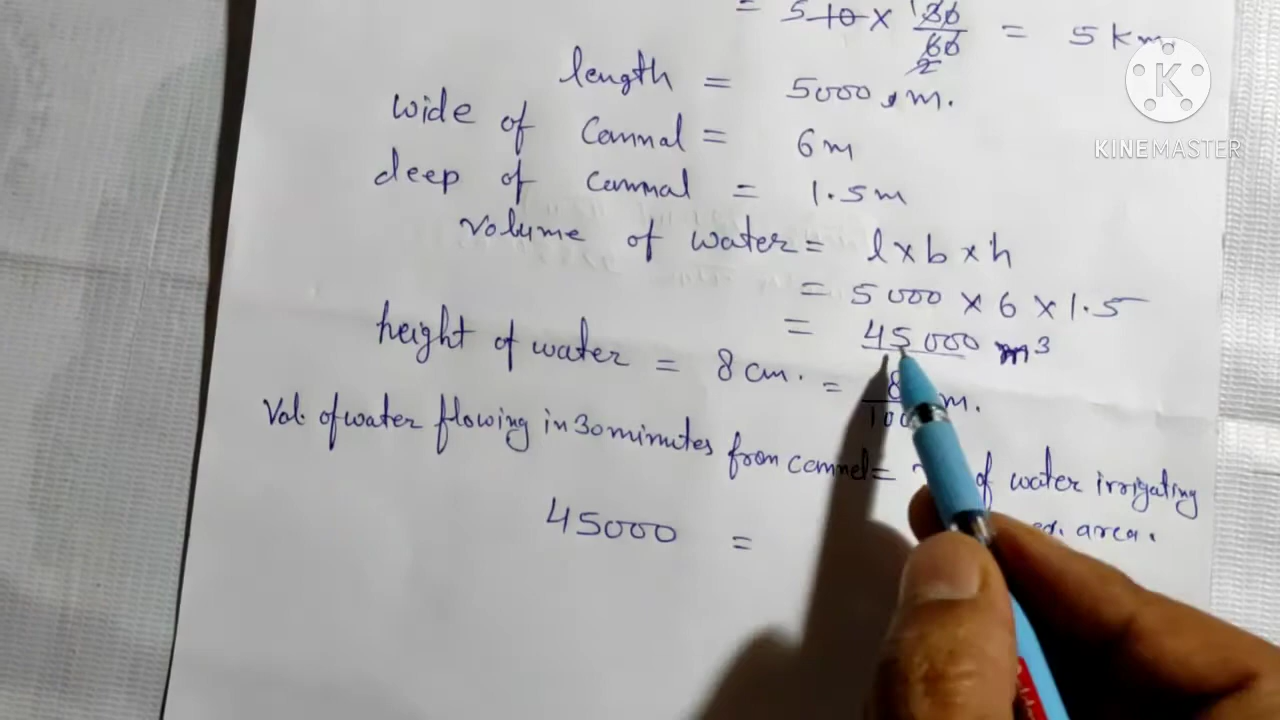 = 5 10 × 30/60 = 5 km
length = 5000 m.
wide of Cannal = 6m
deep of cannal = 1.5m
volume of water = l × b × h
= 5000 × 6 × 1.5
= 45000 m³
height of water = 8 cm. = 8/100 m.
Vol. of water flowing in 30 minutes from cannel = of water irrigating
area.
45000 =
K
KINEMASTER